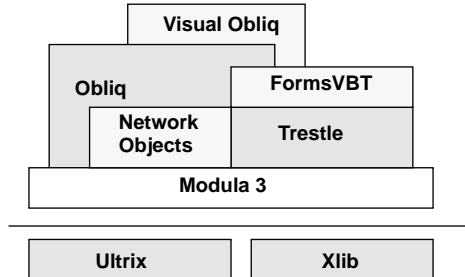 Visual Obliq
Obliq
FormsVBT
Network
Objects
Trestle
Modula 3
Ultrix
Xlib